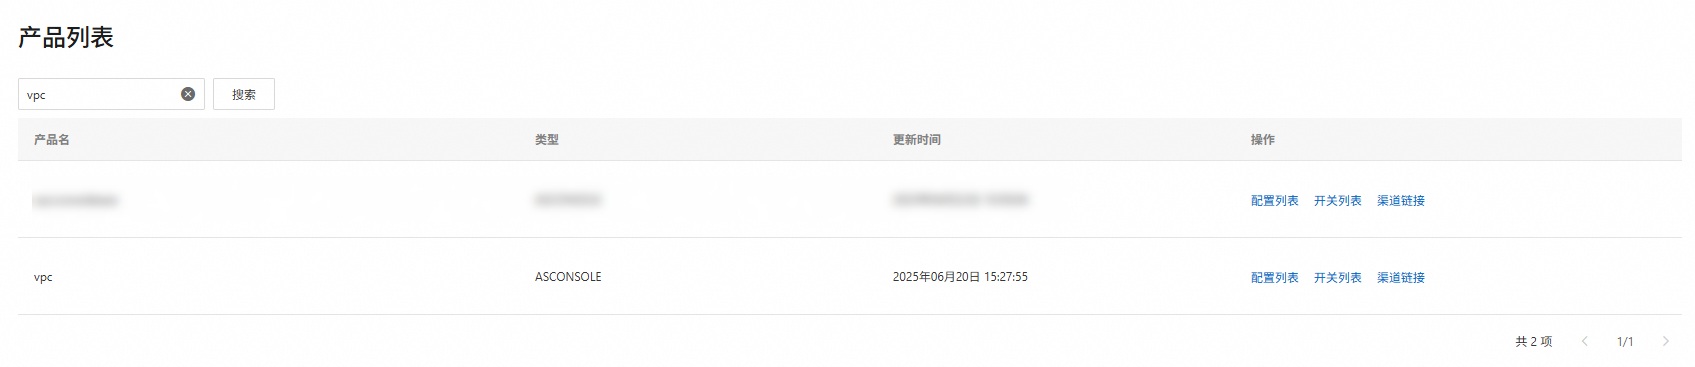 产品列表
vpc 搜索
产品名 类型 更新时间 操作
配置列表 开关列表 渠道链接
vpc ASCONSOLE 2025年06月20日 15:27:55 配置列表 开关列表 渠道链接
共 2 项 1/1